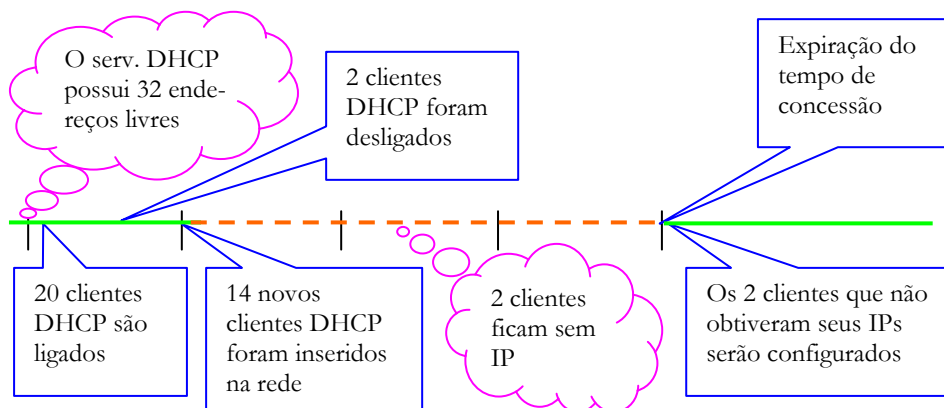 O serv. DHCP
possui 32 ende-
reços livres
2 clientes
DHCP foram
desligados
Expiração do
tempo de
concessão
20 clientes
DHCP são
ligados
14 novos
clientes DHCP
foram inseridos
na rede
2 clientes
ficam sem
IP
Os 2 clientes que não
obtiveram seus IPs
serão configurados